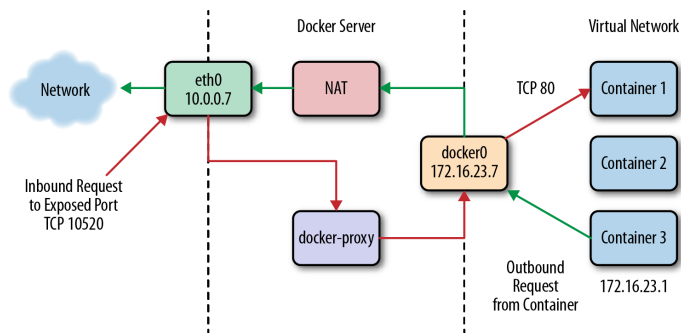 Docker Server
Virtual Network
Network
eth0
10.0.0.7
NAT
TCP 80
Container 1
docker0
172.16.23.7
Container 2
Inbound Request
to Exposed Port
TCP 10520
docker-proxy
Container 3
Outbound
Request
from Container
172.16.23.1